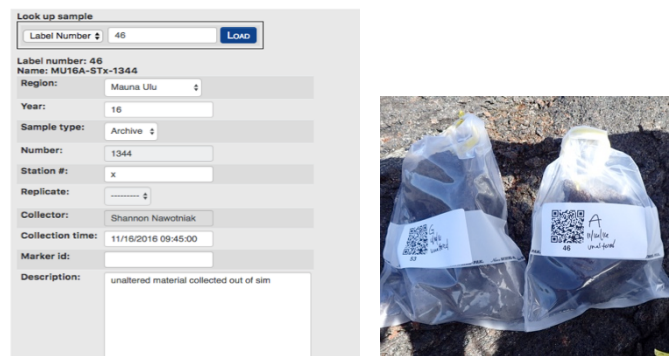 Look up sample
Label Number 46 LOAD
Label number: 46
Name: MU16A-STx-1344
Region: Mauna Ulu
Year: 16
Sample type: Archive
Number: 1344
Station #: x
Replicate: ---------
Collector: Shannon Nawotniak
Collection time: 11/16/2016 09:45:00
Marker id:
Description: unaltered material collected out of sim
G
A
unaltered
46